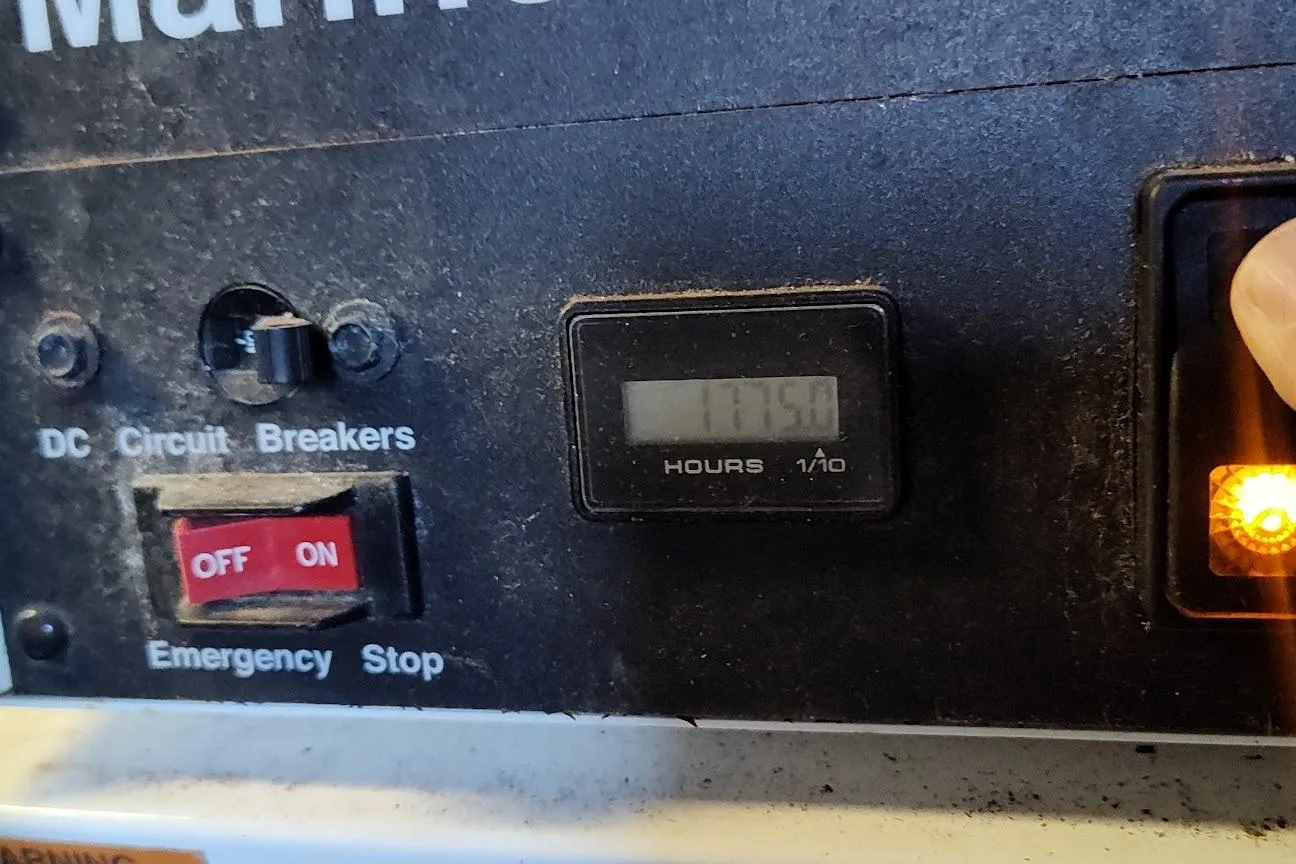 DC Circuit Breakers
1775.0
HOURS 1/10
OFF ON
Emergency Stop